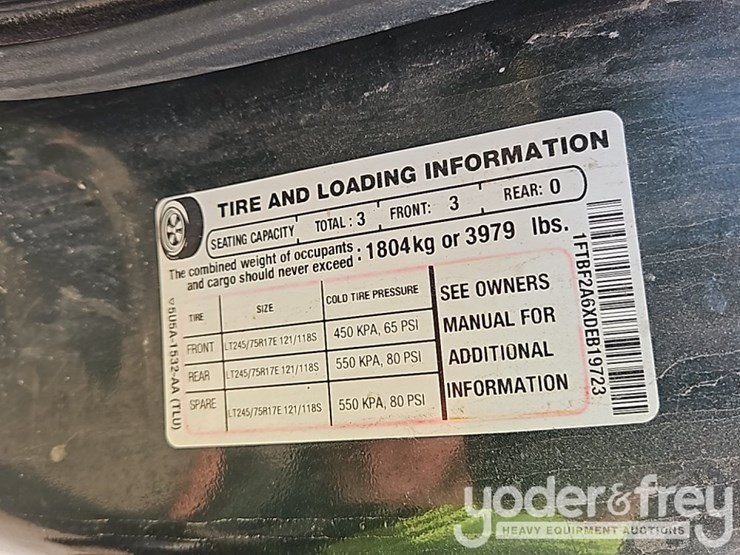 TIRE AND LOADING INFORMATION
SEATING CAPACITY TOTAL : 3 FRONT: 3 REAR: 0
The combined weight of occupants
and cargo should never exceed : 1804 kg or 3979 lbs.
TIRE SIZE COLD TIRE PRESSURE
FRONT LT245/75R17E 121/118S 450 KPA, 65 PSI
REAR LT245/75R17E 121/118S 550 KPA, 80 PSI
SPARE LT245/75R17E 121/118S 550 KPA, 80 PSI
SEE OWNERS
MANUAL FOR
ADDITIONAL
INFORMATION
1FTBF2A6XDEB19723
5U5A-1532-AA (TLU)
yoder&frey
HEAVY EQUIPMENT AUCTIONS